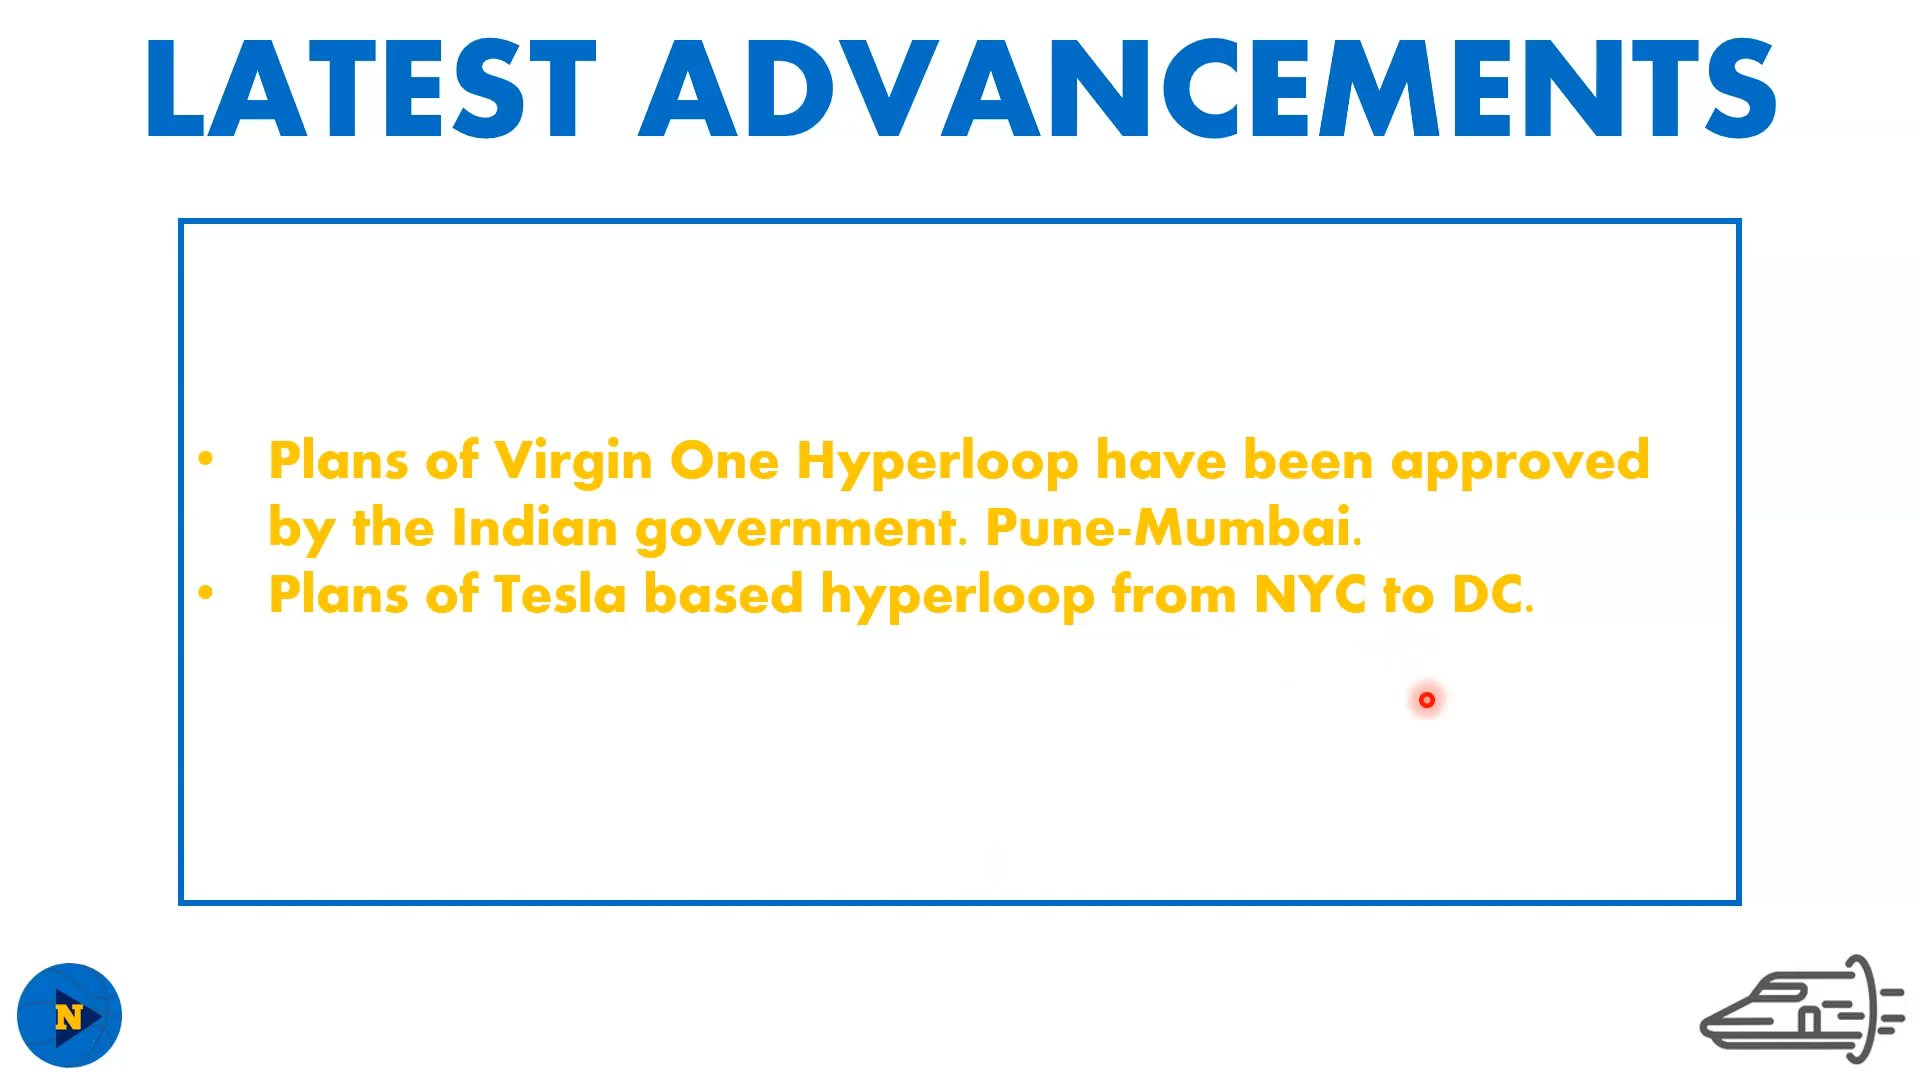 LATEST ADVANCEMENTS
• Plans of Virgin One Hyperloop have been approved
by the Indian government. Pune-Mumbai.
• Plans of Tesla based hyperloop from NYC to DC.
N